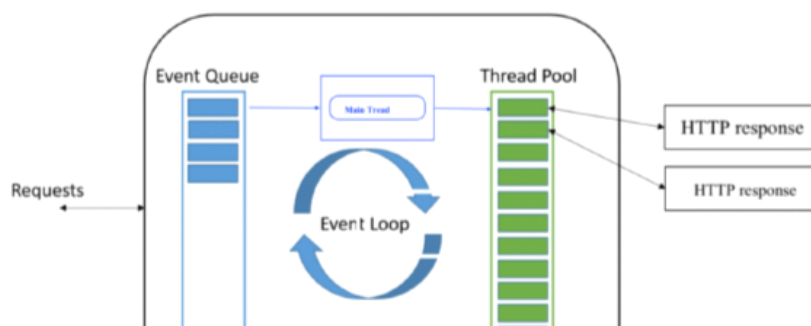 Event Queue
Thread Pool
Main Tread
HTTP response
HTTP response
Requests
Event Loop